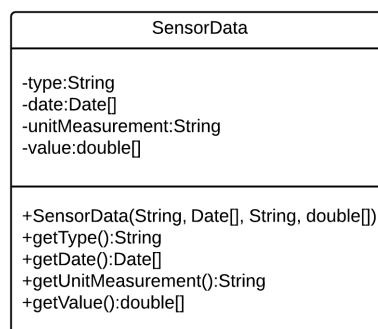 SensorData
-type:String
-date:Date[]
-unitMeasurement:String
-value:double[]
+SensorData(String, Date[], String, double[])
+getType():String
+getDate():Date[]
+getUnitMeasurement():String
+getValue():double[]